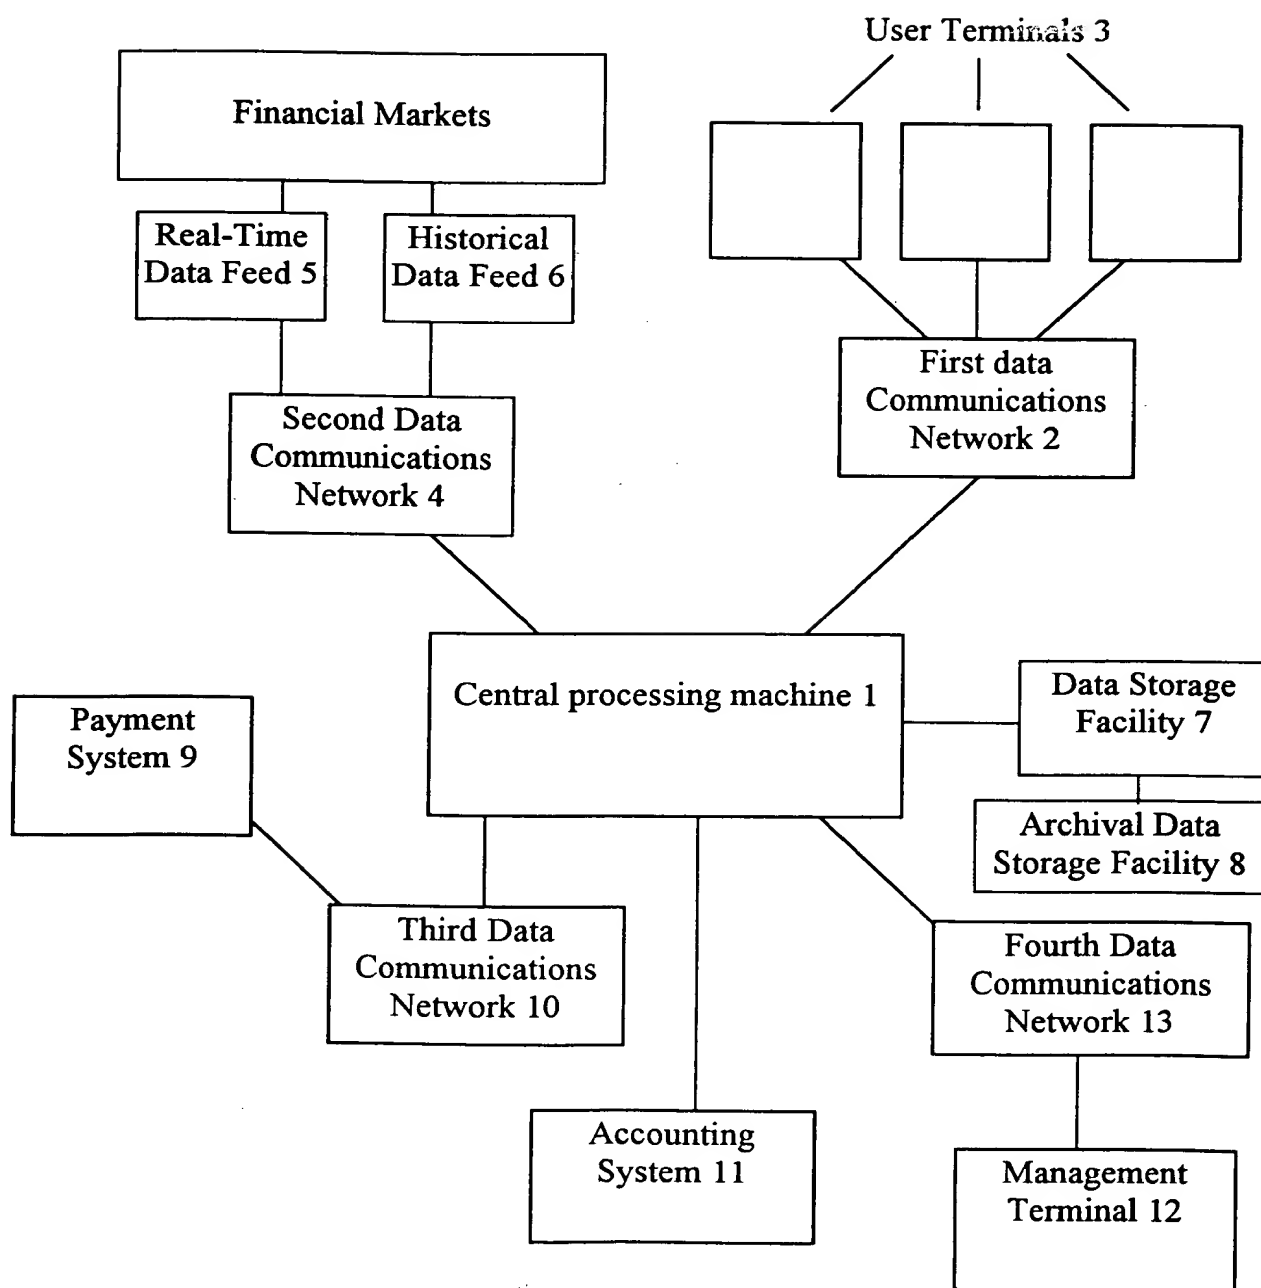 User Terminals 3
Financial Markets
Real-Time
Data Feed 5
Historical
Data Feed 6
First data
Communications
Network 2
Second Data
Communications
Network 4
Central processing machine 1
Data Storage
Facility 7
Payment
System 9
Archival Data
Storage Facility 8
Third Data
Communications
Network 10
Fourth Data
Communications
Network 13
Accounting
System 11
Management
Terminal 12